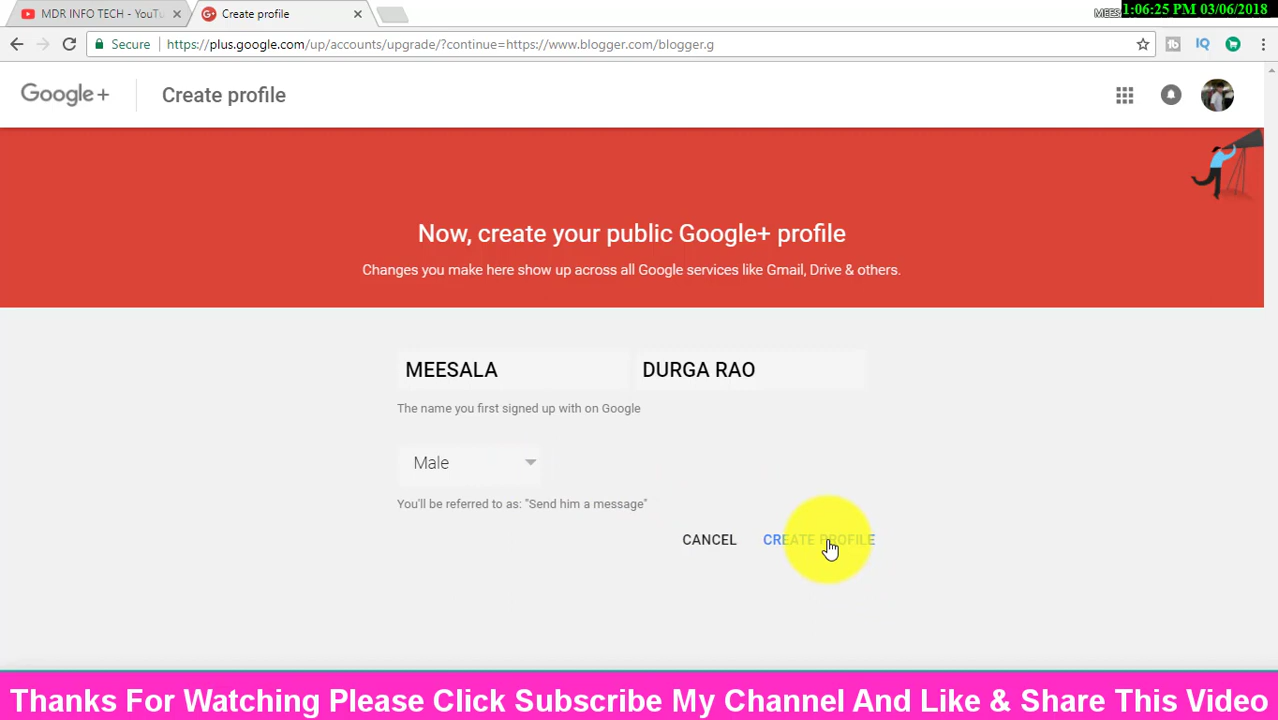 MDR INFO TECH - YouTu
Create profile
MEES
1:06:25 PM 03/06/2018
Secure
https://plus.google.com/up/accounts/upgrade/?continue=https://www.blogger.com/blogger.g
Google+
Create profile
Now, create your public Google+ profile
Changes you make here show up across all Google services like Gmail, Drive & others.
MEESALA
DURGA RAO
The name you first signed up with on Google
Male
You'll be referred to as: "Send him a message"
CANCEL
CREATE PROFILE
Thanks For Watching Please Click Subscribe My Channel And Like & Share This Video